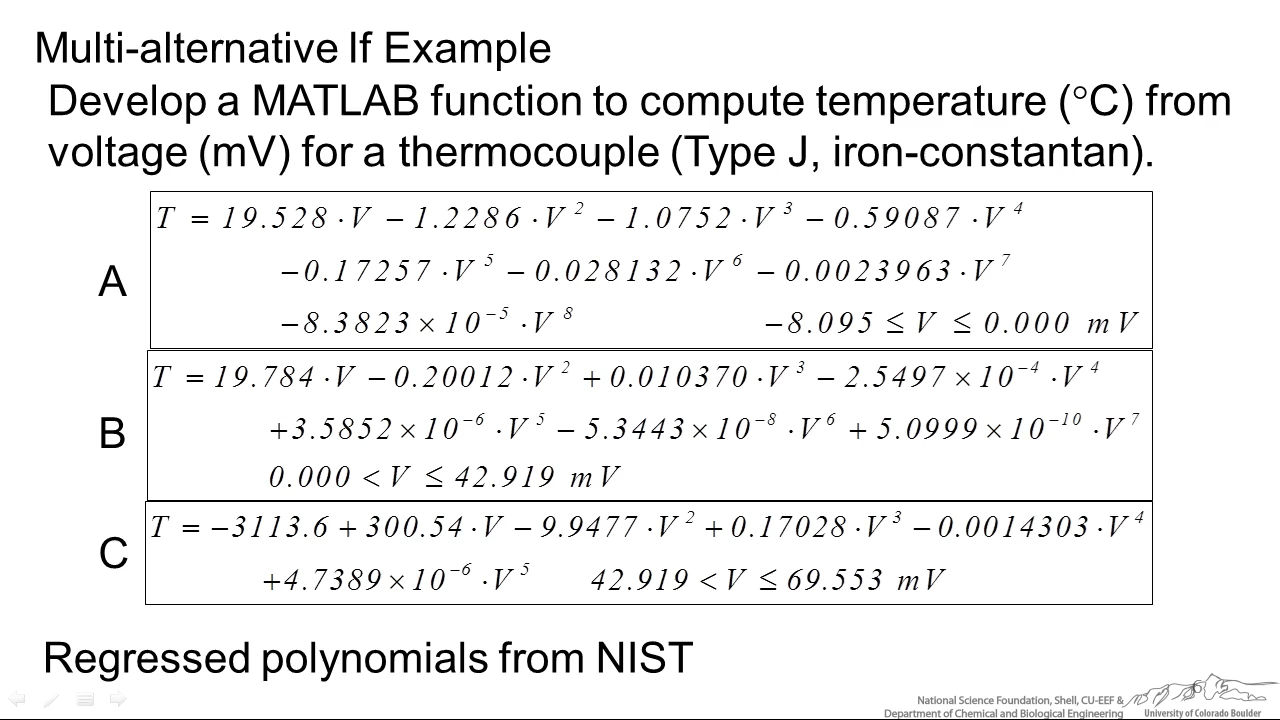 Multi-alternative If Example
Develop a MATLAB function to compute temperature (°C) from
voltage (mV) for a thermocouple (Type J, iron-constantan).
A
T = 19.528·V − 1.2286·V² − 1.0752·V³ − 0.59087·V⁴
−0.17257·V⁵ − 0.028132·V⁶ − 0.0023963·V⁷
−8.3823×10⁻⁵·V⁸ −8.095 ≤ V ≤ 0.000 mV
B
T = 19.784·V − 0.20012·V² + 0.010370·V³ − 2.5497×10⁻⁴·V⁴
+3.5852×10⁻⁶·V⁵ − 5.3443×10⁻⁸·V⁶ + 5.0999×10⁻¹⁰·V⁷
0.000 < V ≤ 42.919 mV
C
T = −3113.6 + 300.54·V − 9.9477·V² + 0.17028·V³ − 0.0014303·V⁴
+4.7389×10⁻⁶·V⁵ 42.919 < V ≤ 69.553 mV
Regressed polynomials from NIST
National Science Foundation, Shell, CU-EEF &
Department of Chemical and Biological Engineering
University of Colorado Boulder